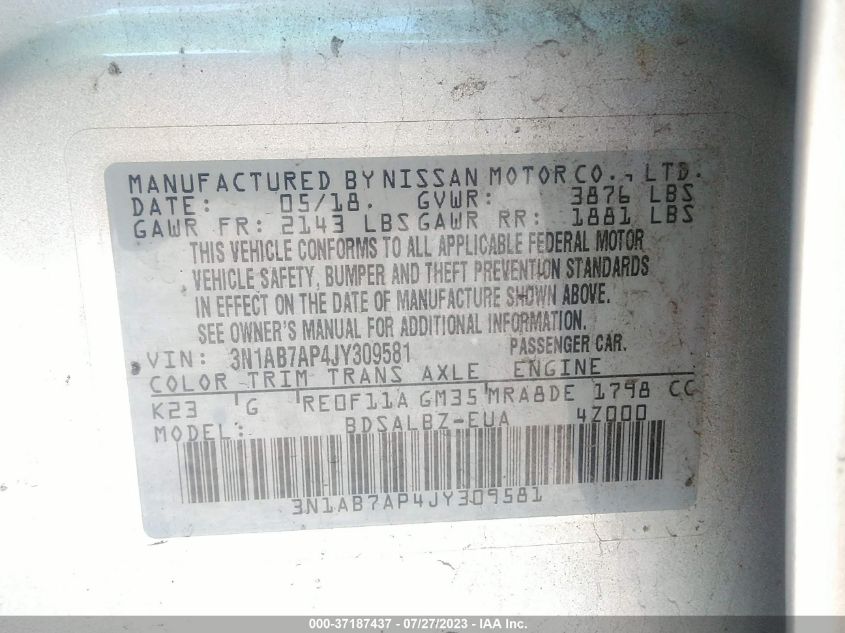 MANUFACTURED BY NISSAN MOTOR CO., LTD.
DATE: 05/18. GVWR: 3876 LBS
GAWR FR: 2143 LBS GAWR RR: 1881 LBS
THIS VEHICLE CONFORMS TO ALL APPLICABLE FEDERAL MOTOR
VEHICLE SAFETY, BUMPER AND THEFT PREVENTION STANDARDS
IN EFFECT ON THE DATE OF MANUFACTURE SHOWN ABOVE.
SEE OWNER'S MANUAL FOR ADDITIONAL INFORMATION.
VIN: 3N1AB7AP4JY309581 PASSENGER CAR.
COLOR TRIM TRANS AXLE ENGINE
K23 G RE0F11A GM35 MRA8DE 1798 CC
MODEL: BDSALBZ-EUA 4Z000
3N1AB7AP4JY309581
000-37187437 - 07/27/2023 - IAA Inc.